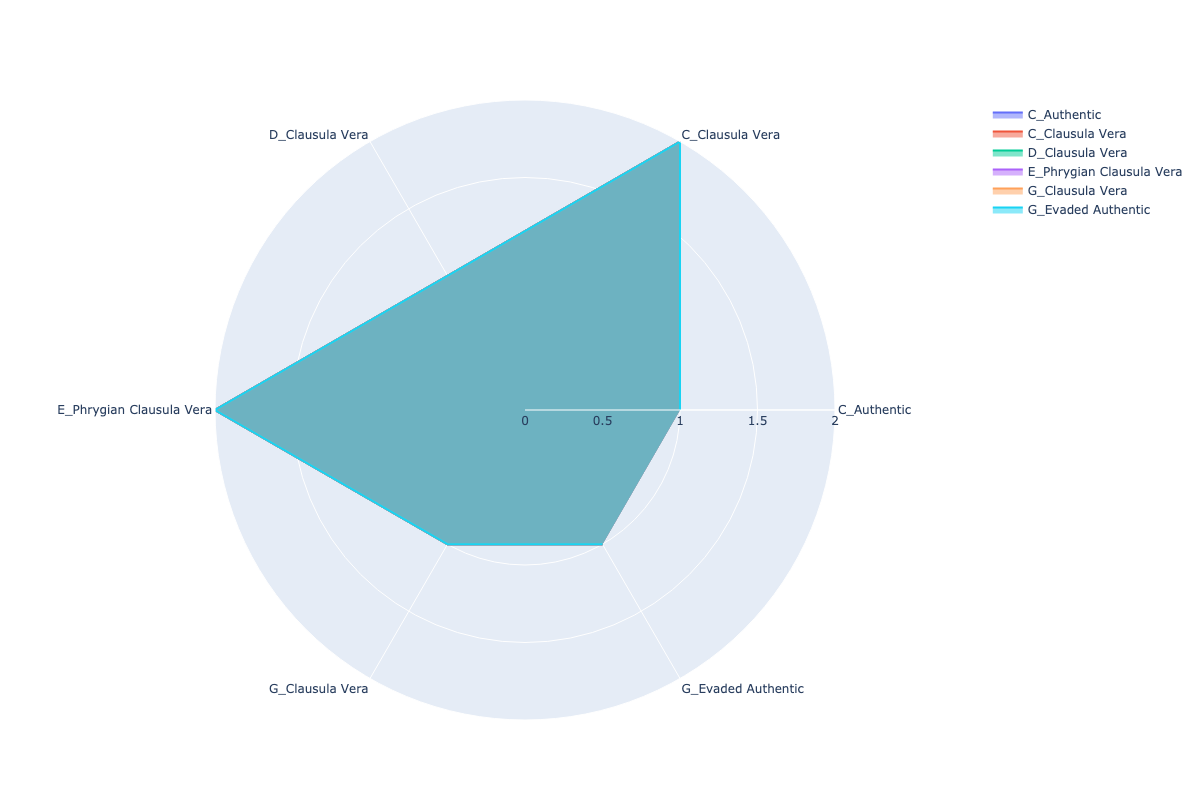 D_Clausula Vera
C_Clausula Vera
E_Phrygian Clausula Vera
C_Authentic
0
0.5
1
1.5
2
G_Clausula Vera
G_Evaded Authentic
C_Authentic
C_Clausula Vera
D_Clausula Vera
E_Phrygian Clausula Vera
G_Clausula Vera
G_Evaded Authentic